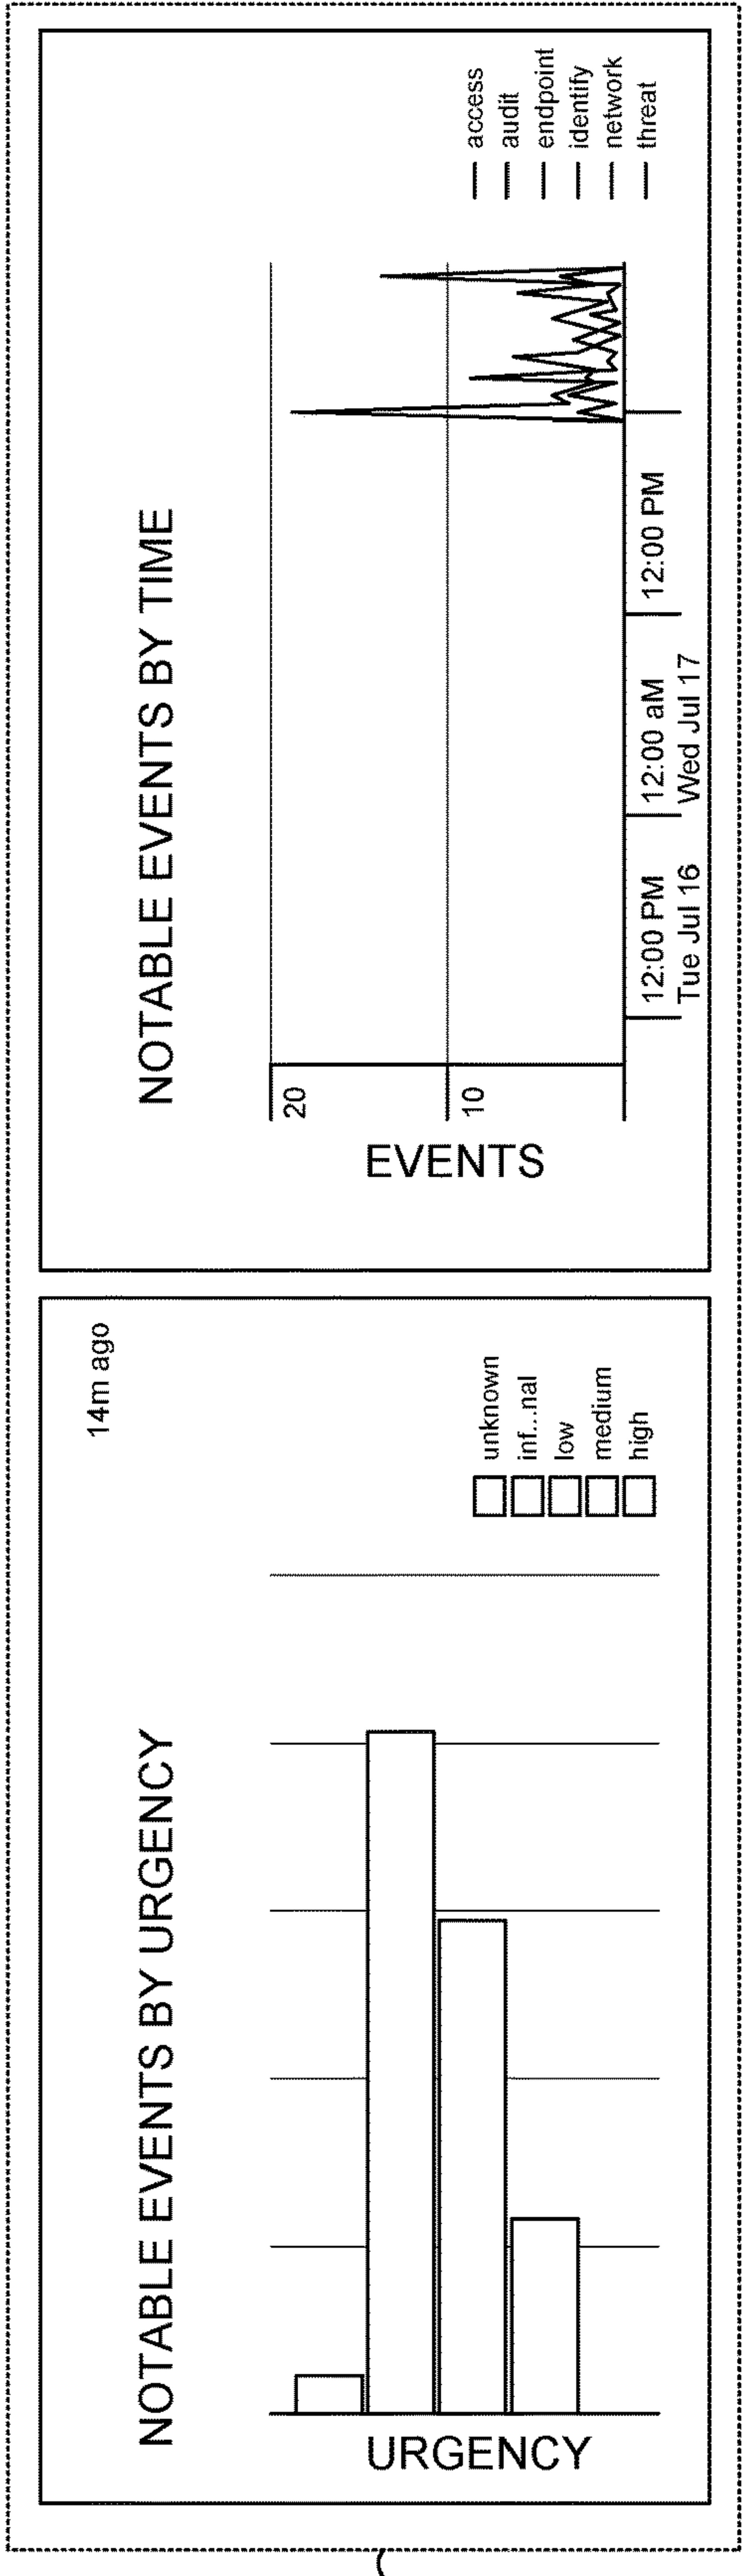 NOTABLE EVENTS BY URGENCY
14m ago
URGENCY
unknown
inf...nal
low
medium
high
NOTABLE EVENTS BY TIME
EVENTS
20
10
12:00 PM
Tue Jul 16
12:00 aM
Wed Jul 17
12:00 PM
access
audit
endpoint
identify
network
threat